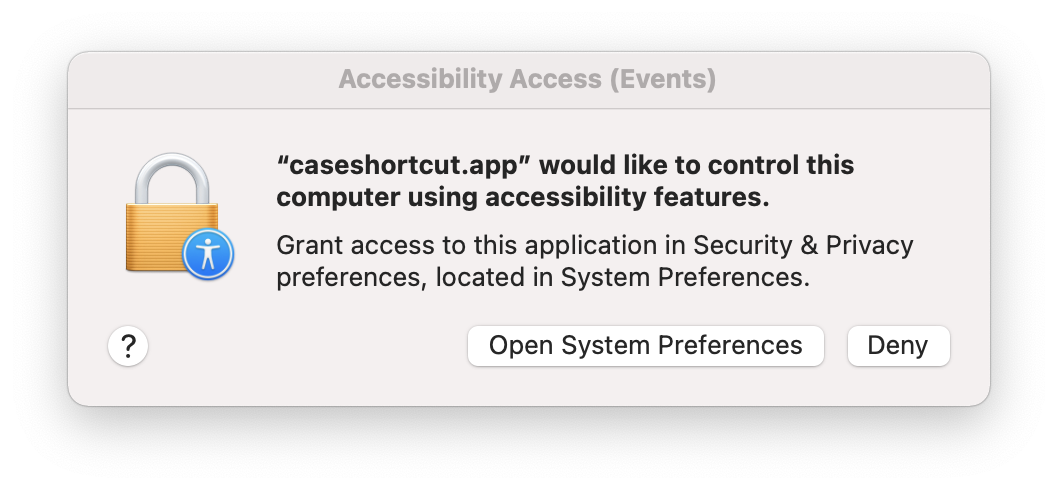 Accessibility Access (Events)
“caseshortcut.app” would like to control this
computer using accessibility features.
Grant access to this application in Security & Privacy
preferences, located in System Preferences.
?
Open System Preferences
Deny